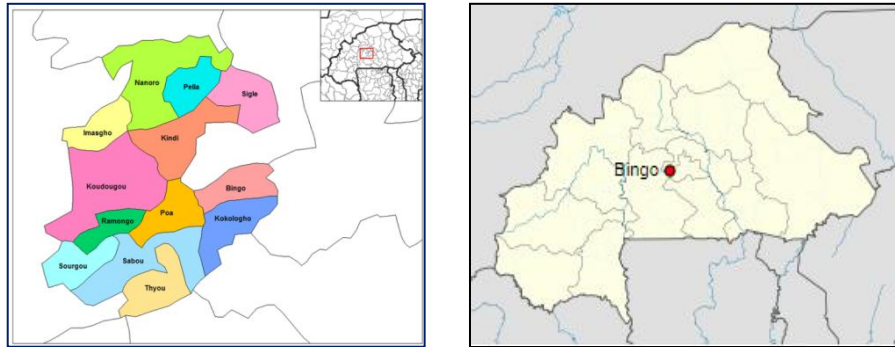 Nanoro
Pella
Sigle
Imasgho
Kindi
Koudougou
Bingo
Poa
Ramongo
Kokologho
Sourgou
Sabou
Thyou
Bingo